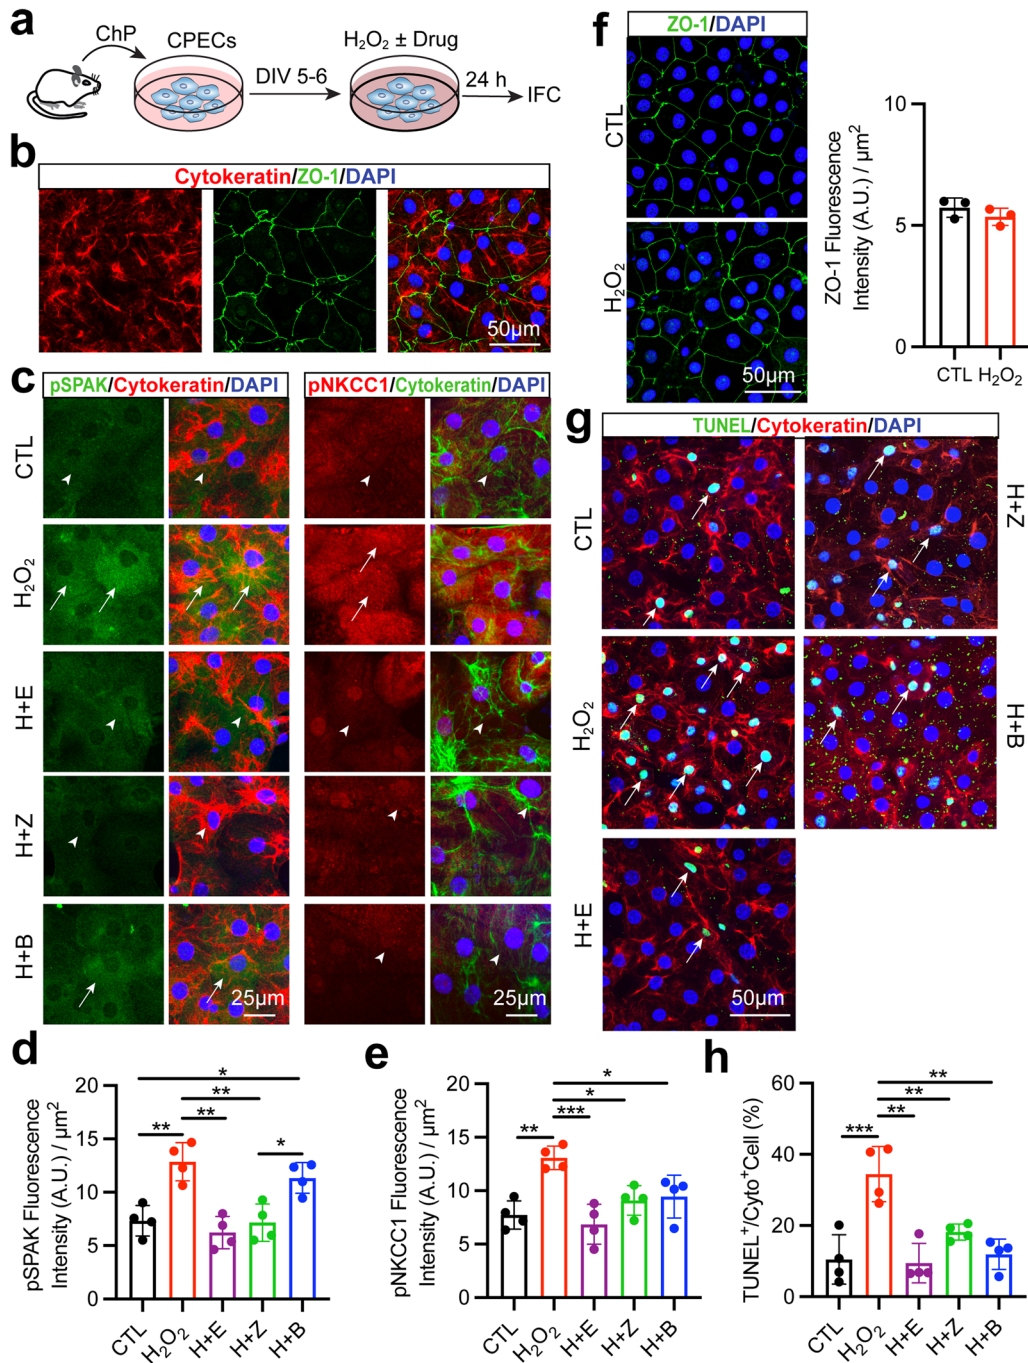 a
ChP
CPECs
DIV 5-6
H₂O₂ ± Drug
24 h
IFC
b
Cytokeratin/ZO-1/DAPI
50µm
c
pSPAK/Cytokeratin/DAPI
pNKCC1/Cytokeratin/DAPI
CTL
H₂O₂
H+E
H+Z
H+B
25µm
25µm
d
pSPAK Fluorescence
Intensity (A.U.) / µm²
20
15
10
5
0
*
**
**
**
*
CTL
H₂O₂
H+E
H+Z
H+B
e
pNKCC1 Fluorescence
Intensity (A.U.) / µm²
20
15
10
5
0
*
*
***
**
CTL
H₂O₂
H+E
H+Z
H+B
f
ZO-1/DAPI
CTL
H₂O₂
50µm
ZO-1 Fluorescence
Intensity (A.U.) / µm²
10
5
0
CTL
H₂O₂
g
TUNEL/Cytokeratin/DAPI
CTL
H+Z
H₂O₂
H+B
H+E
50µm
h
TUNEL⁺/Cyto⁺Cell (%)
60
40
20
0
**
**
**
***
CTL
H₂O₂
H+E
H+Z
H+B